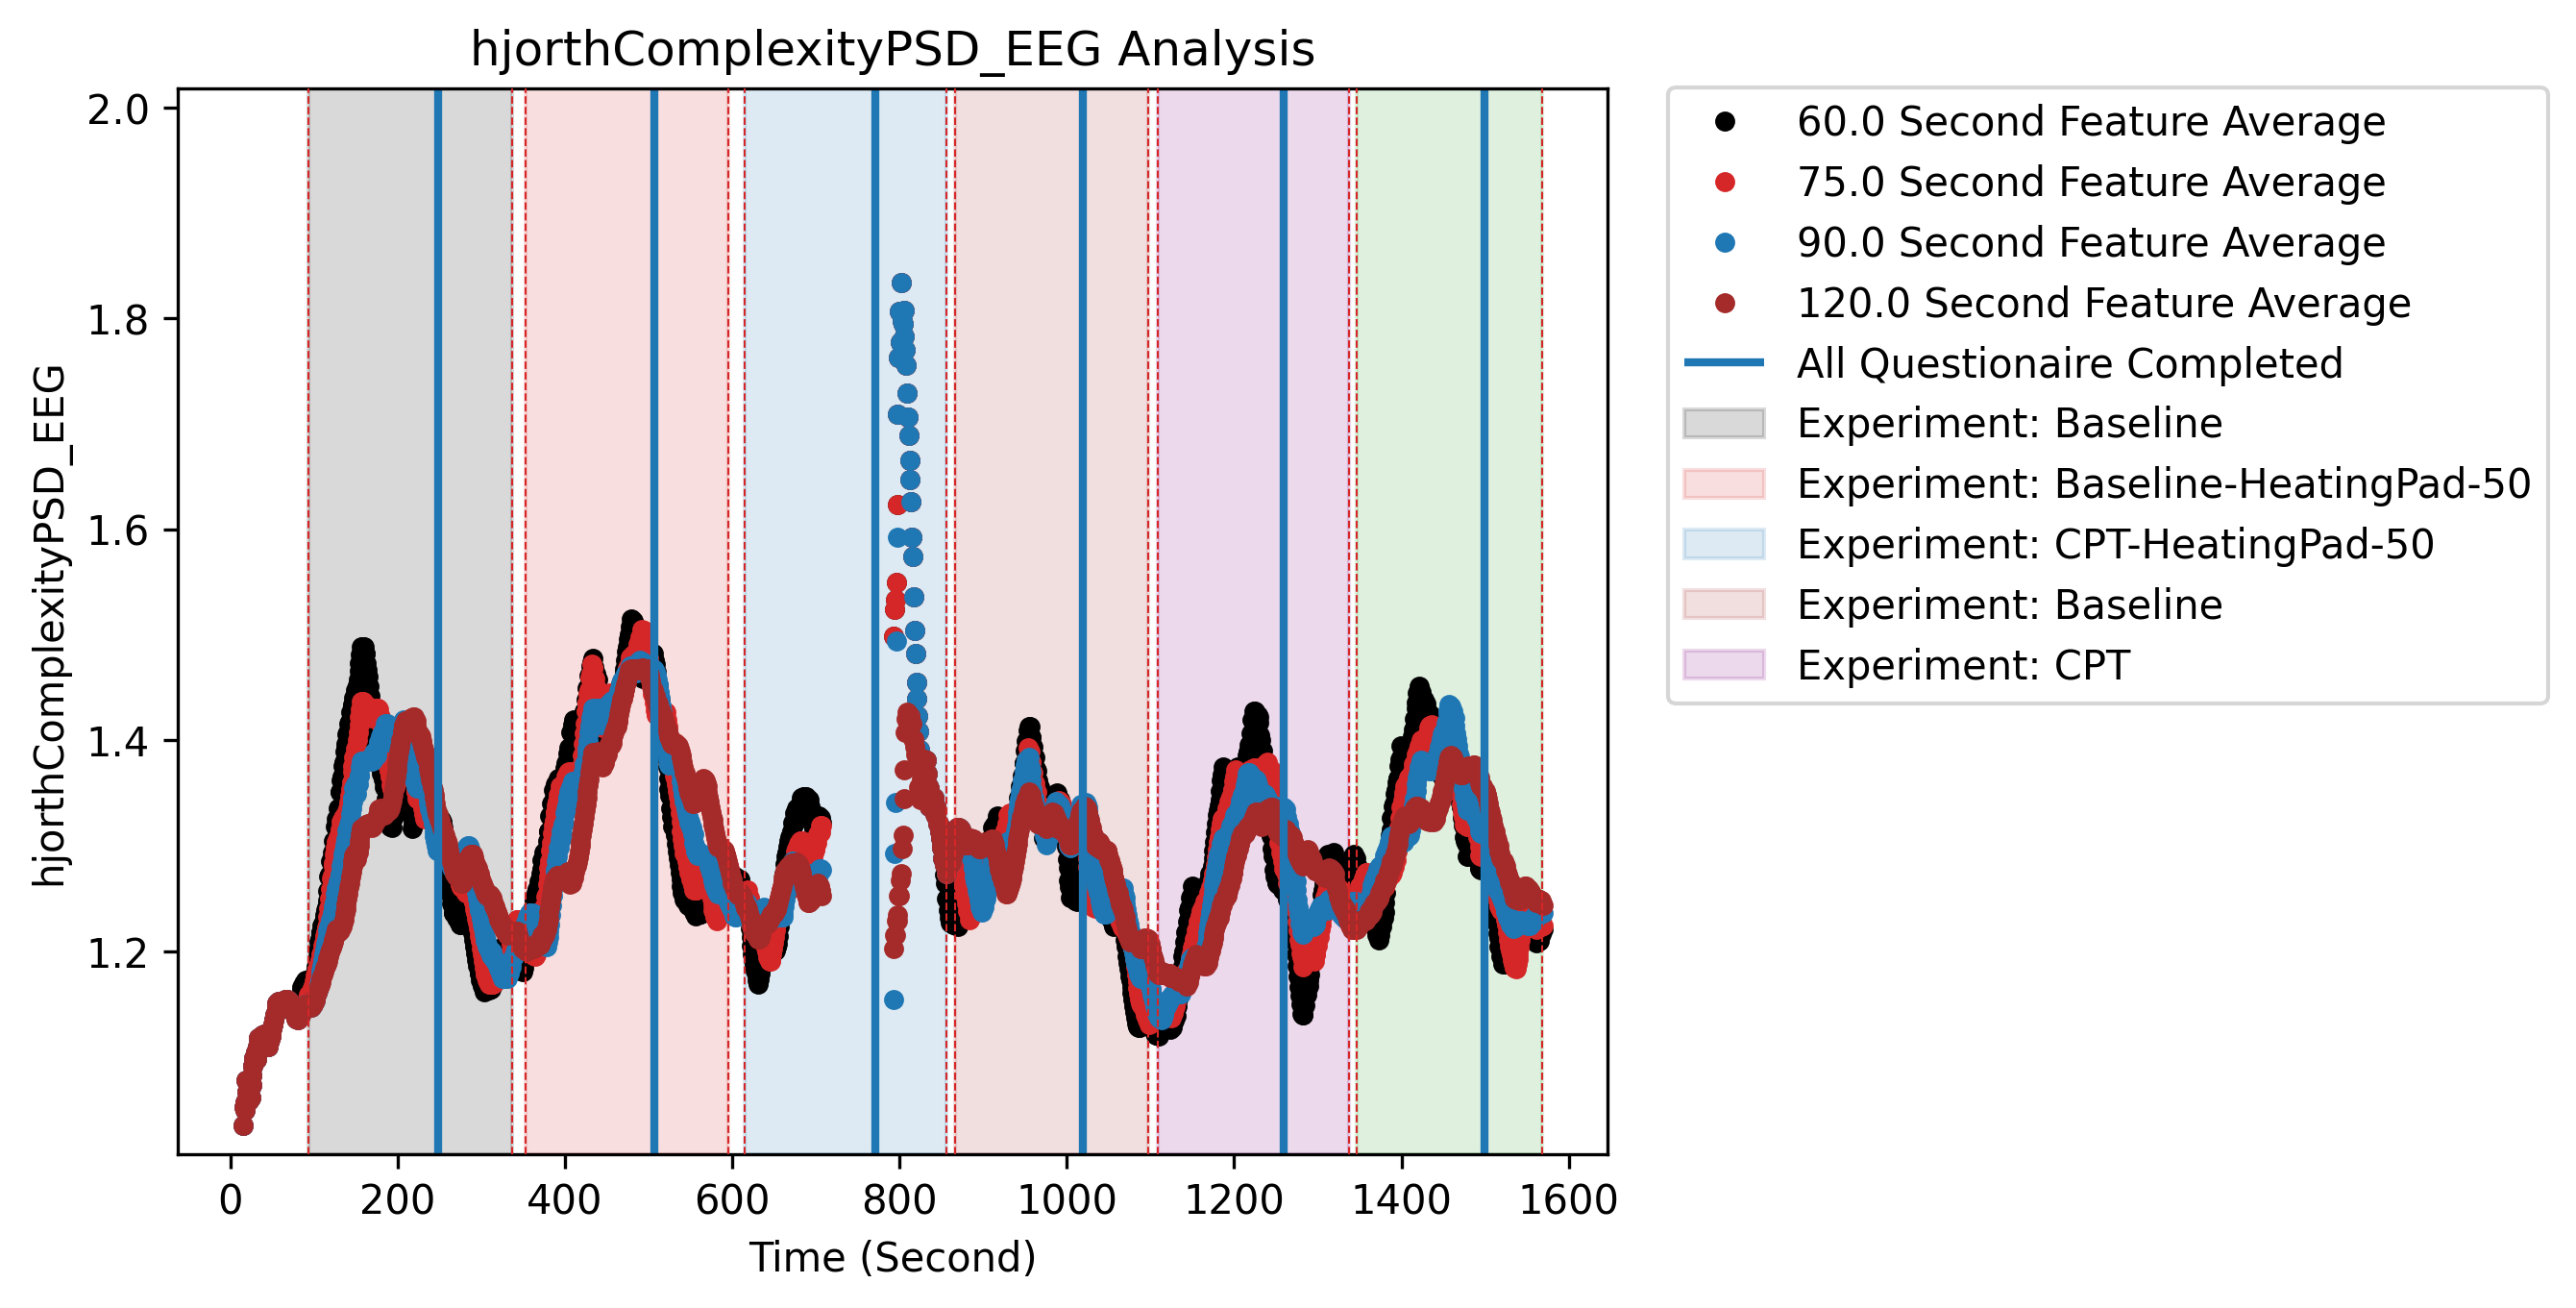 hjorthComplexityPSD_EEG Analysis
hjorthComplexityPSD_EEG
2.0
1.8
1.6
1.4
1.2
0 200 400 600 800 1000 1200 1400 1600
Time (Second)
60.0 Second Feature Average
75.0 Second Feature Average
90.0 Second Feature Average
120.0 Second Feature Average
All Questionaire Completed
Experiment: Baseline
Experiment: Baseline-HeatingPad-50
Experiment: CPT-HeatingPad-50
Experiment: Baseline
Experiment: CPT